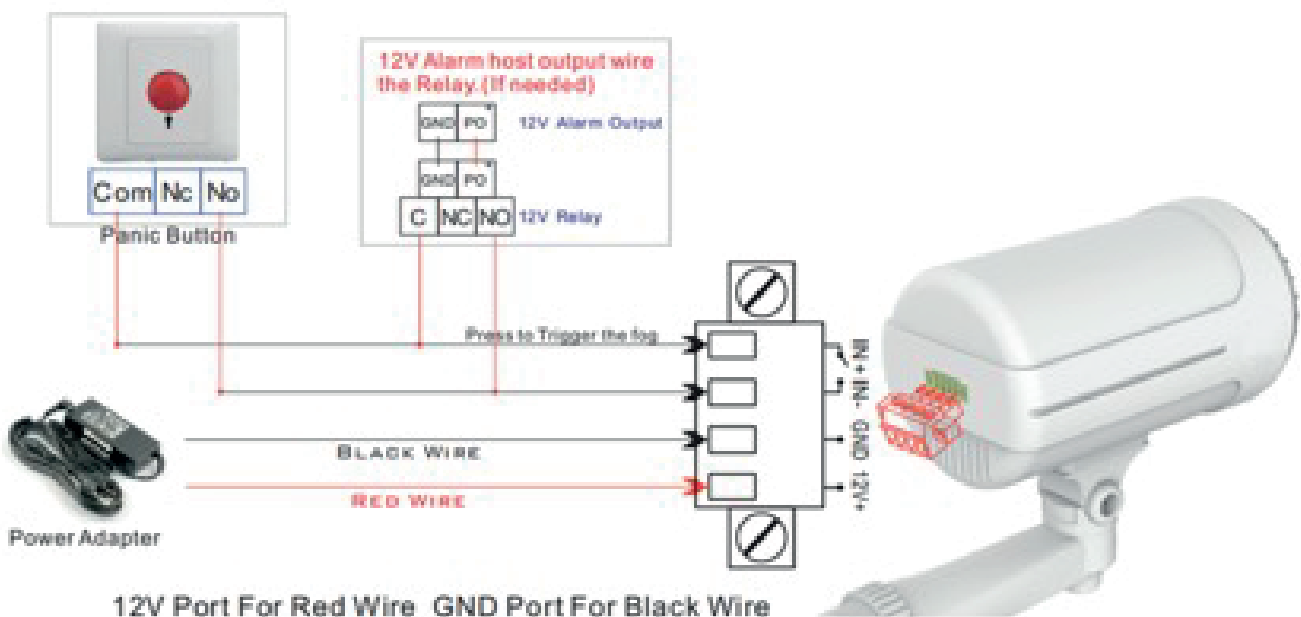 12V Alarm host output wire
the Relay.(If needed)
GND PO 12V Alarm Output
GND PO
C NC NO 12V Relay
Com Nc No
Panic Button
Press to Trigger the fog
IN+
IN-
GND
12V+
BLACK WIRE
RED WIRE
Power Adapter
12V Port For Red Wire GND Port For Black Wire